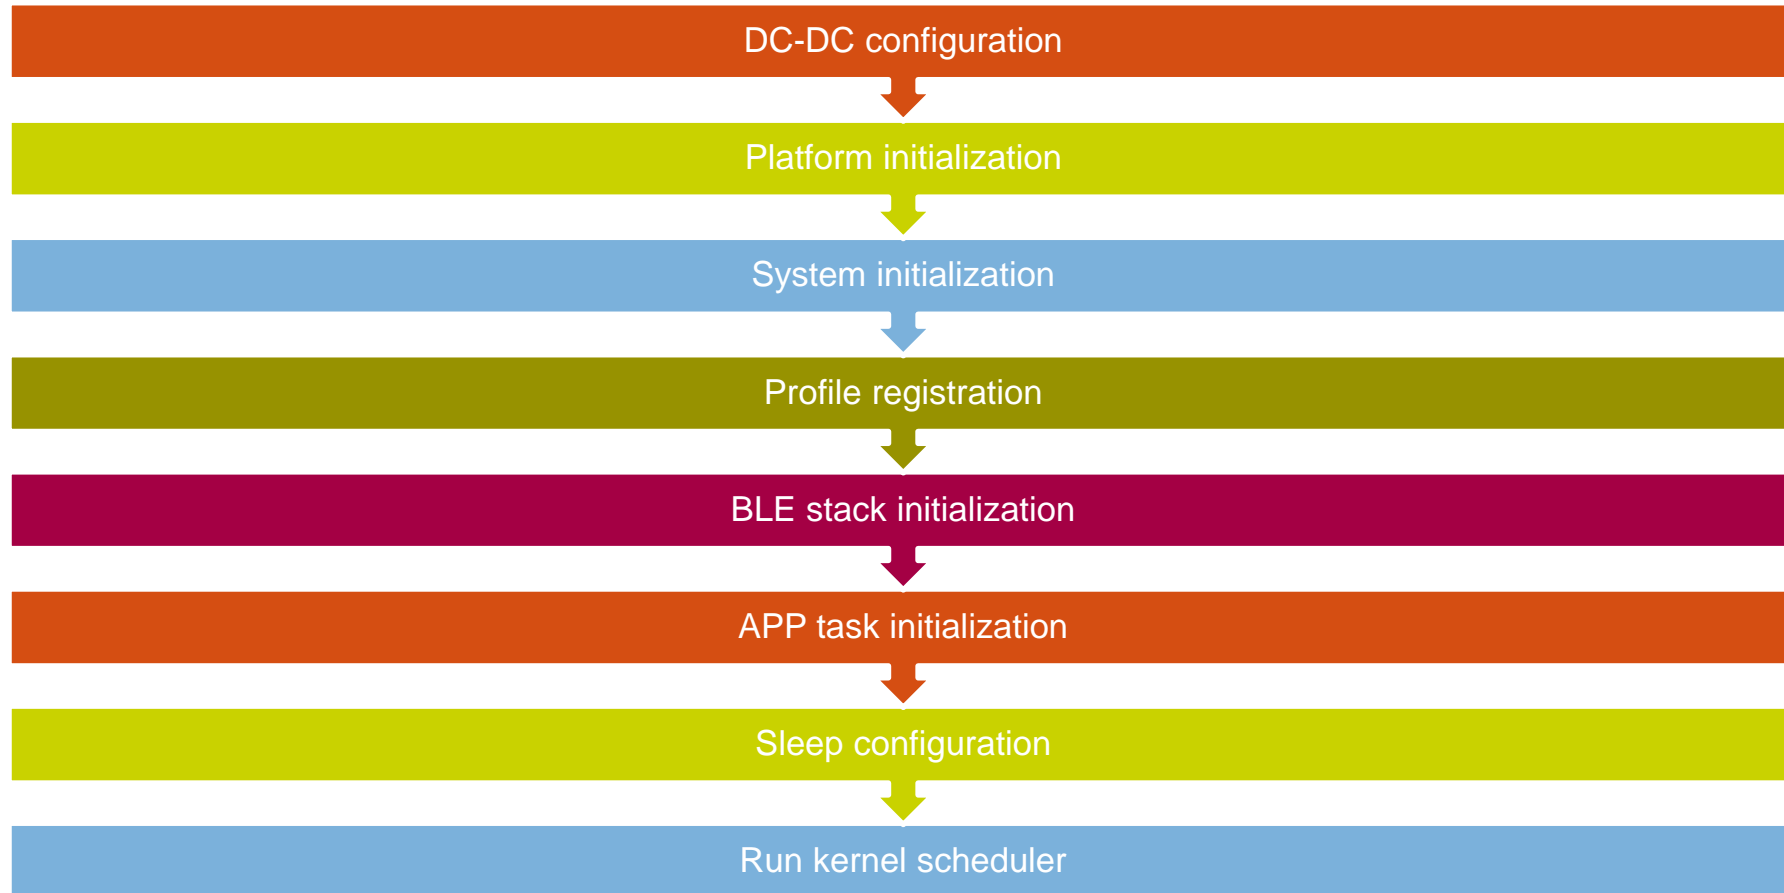 DC-DC configuration
Platform initialization
System initialization
Profile registration
BLE stack initialization
APP task initialization
Sleep configuration
Run kernel scheduler